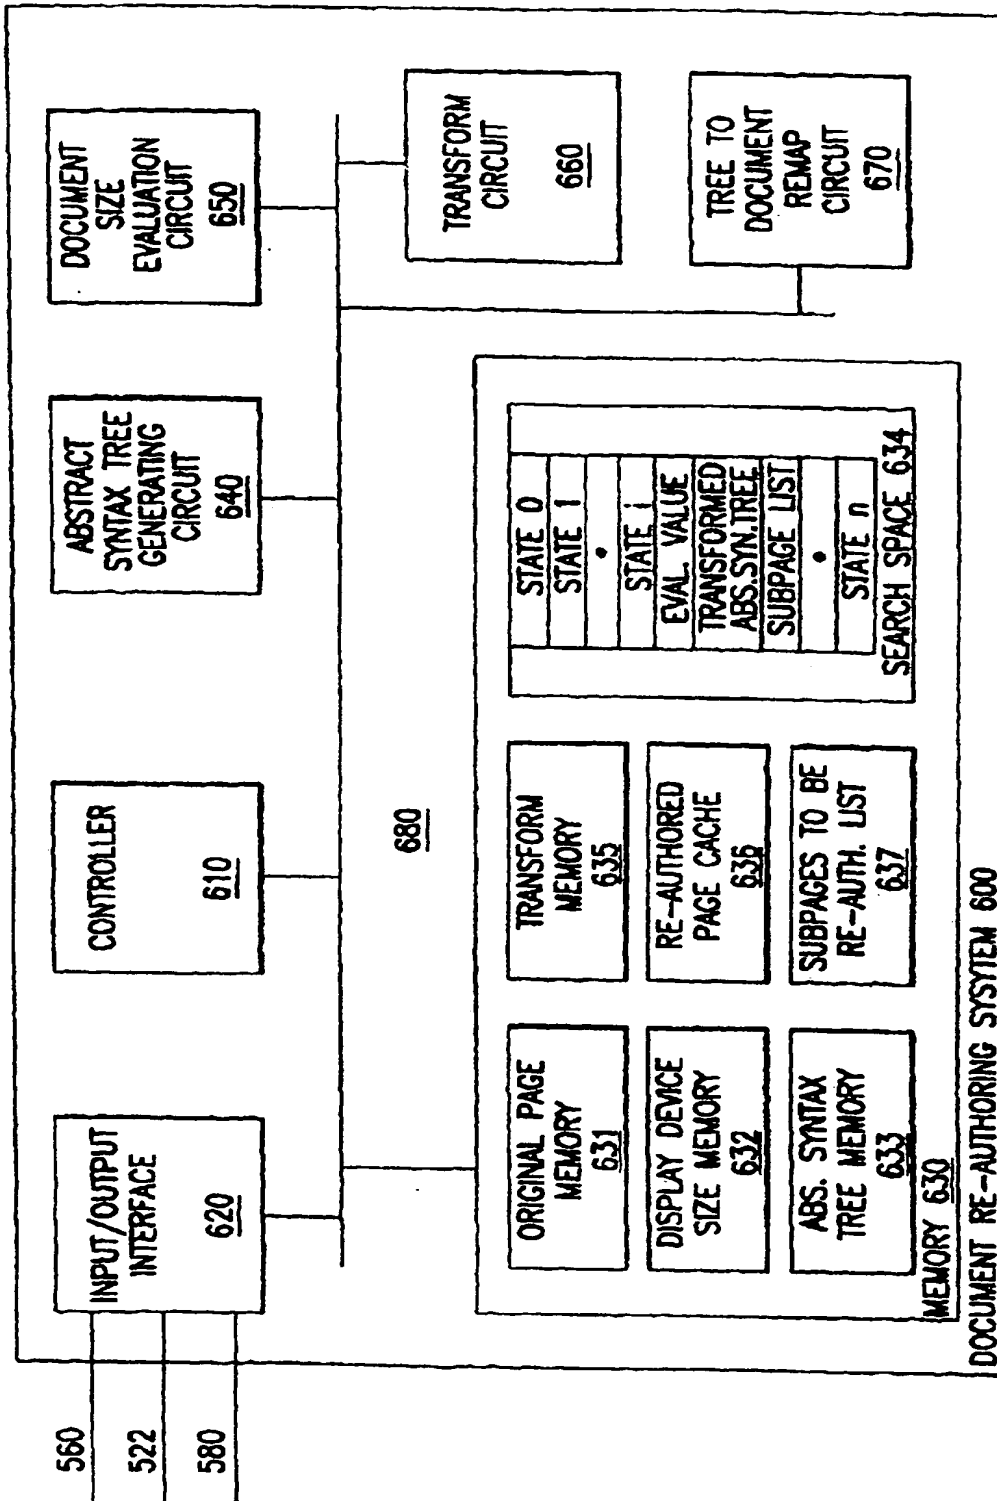 560
522
580
INPUT/OUTPUT
INTERFACE
620
CONTROLLER
610
ABSTRACT
SYNTAX TREE
GENERATING
CIRCUIT
640
DOCUMENT
SIZE
EVALUATION
CIRCUIT
650
680
TRANSFORM
CIRCUIT
660
TREE TO
DOCUMENT
REMAP
CIRCUIT
670
ORIGINAL PAGE
MEMORY
631
DISPLAY DEVICE
SIZE MEMORY
632
ABS. SYNTAX
TREE MEMORY
633
TRANSFORM
MEMORY
635
RE-AUTHORED
PAGE CACHE
636
SUBPAGES TO BE
RE-AUTH. LIST
637
STATE 0
STATE 1
•
STATE i
EVAL. VALUE
TRANSFORMED
ABS.SYN.TREE
SUBPAGE LIST
•
STATE n
SEARCH SPACE 634
MEMORY 630
DOCUMENT RE-AUTHORING SYSYTEM 600